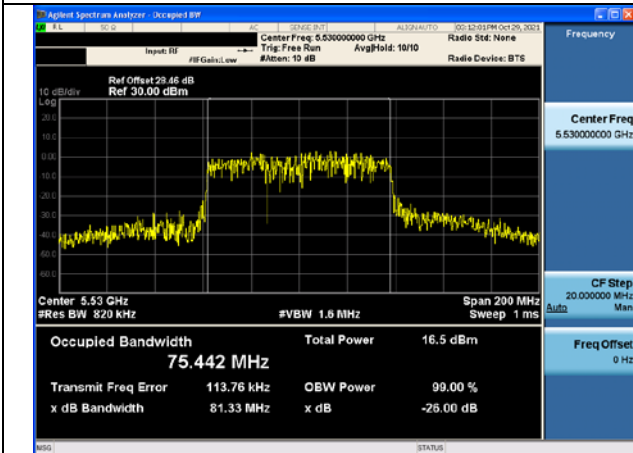 Agilent Spectrum Analyzer - Occupied BW
RL 50 Ω AC SENSE:INT ALIGNAUTO 03:12:01PM Oct 29, 2021
Center Freq: 5.530000000 GHz Radio Std: None
Input: RF Trig: Free Run Avg|Hold: 10/10
#IFGain:Low #Atten: 10 dB Radio Device: BTS
Ref Offset 29.46 dB
10 dB/div Ref 30.00 dBm
Log
20.0
10.0
0.00
10.0
20.0
30.0
40.0
50.0
60.0
Center 5.53 GHz Span 200 MHz
#Res BW 820 kHz #VBW 1.6 MHz Sweep 1 ms
Occupied Bandwidth Total Power 16.5 dBm
75.442 MHz
Transmit Freq Error 113.76 kHz OBW Power 99.00 %
x dB Bandwidth 81.33 MHz x dB -26.00 dB
MSG STATUS
Frequency
Center Freq
5.530000000 GHz
CF Step
20.000000 MHz
Auto Man
Freq Offset
0 Hz